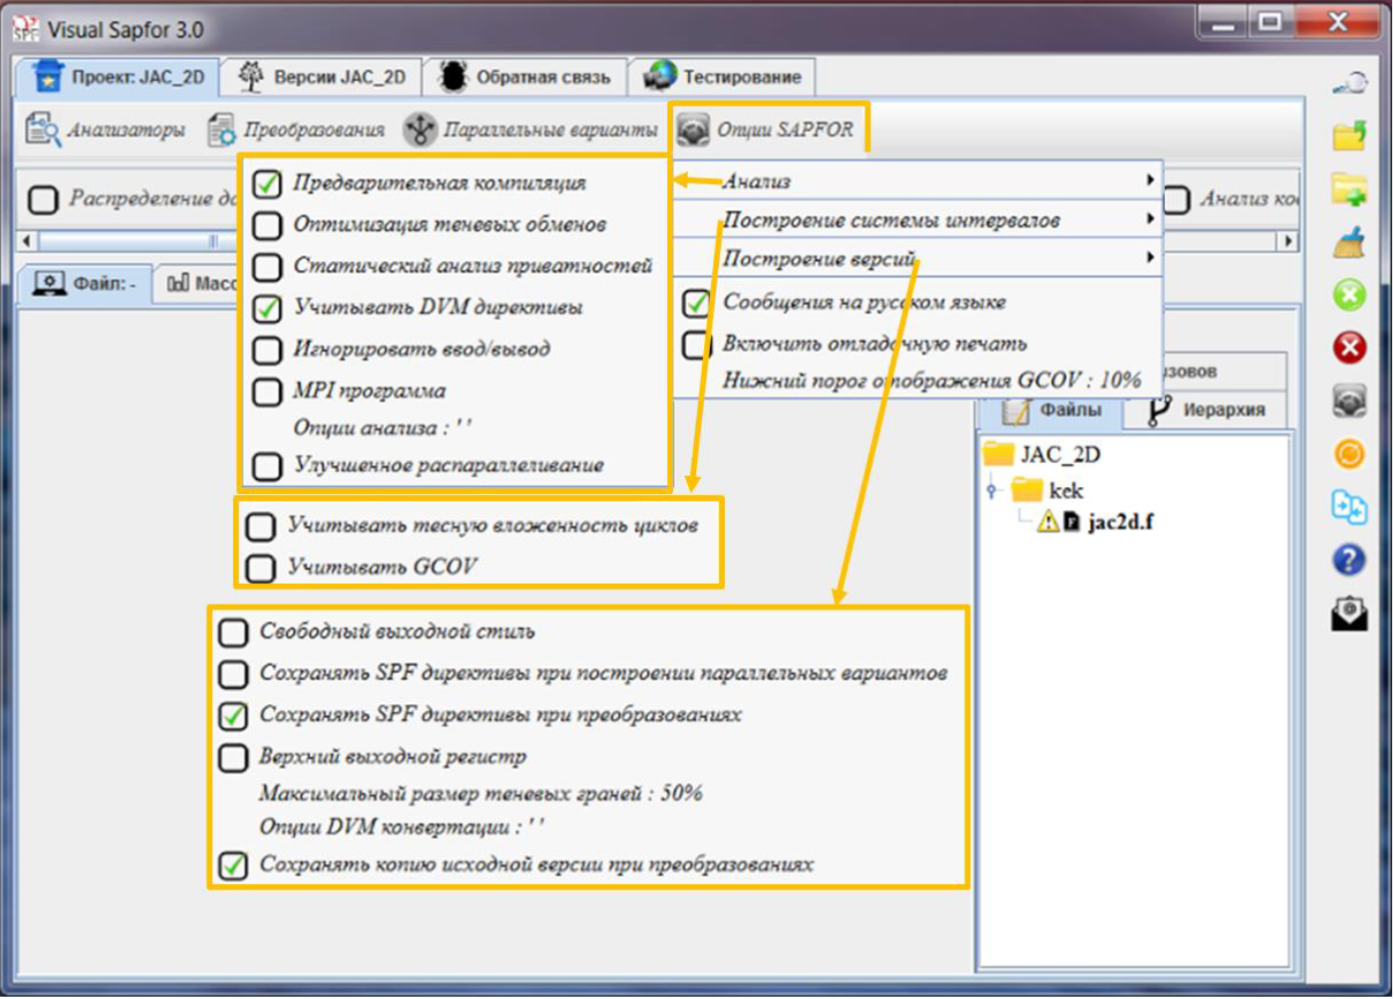 Visual Sapfor 3.0
Проект: JAC_2D
Версии JAC_2D
Обратная связь
Тестирование
Анализаторы
Преобразования
Параллельные варианты
Опции SAPFOR
Распределение
Анализ
Анализ
Построение системы интервалов
Построение версий
Сообщения на русском языке
Включить отладочную печать
Нижний порог отображения GCOV : 10%
Предварительная компиляция
Оптимизация теневых обменов
Статический анализ приватностей
Учитывать DVM директивы
Игнорировать ввод/вывод
MPI программа
Опции анализа : ' '
Улучшенное распараллеливание
Файл: -
Учитывать тесную вложенность циклов
Учитывать GCOV
Свободный выходной стиль
Сохранять SPF директивы при построении параллельных вариантов
Сохранять SPF директивы при преобразованиях
Верхний выходной регистр
Максимальный размер теневых граней : 50%
Опции DVM конвертации : ' '
Сохранять копию исходной версии при преобразованиях
Файлы
Иерархия
JAC_2D
kek
jac2d.f